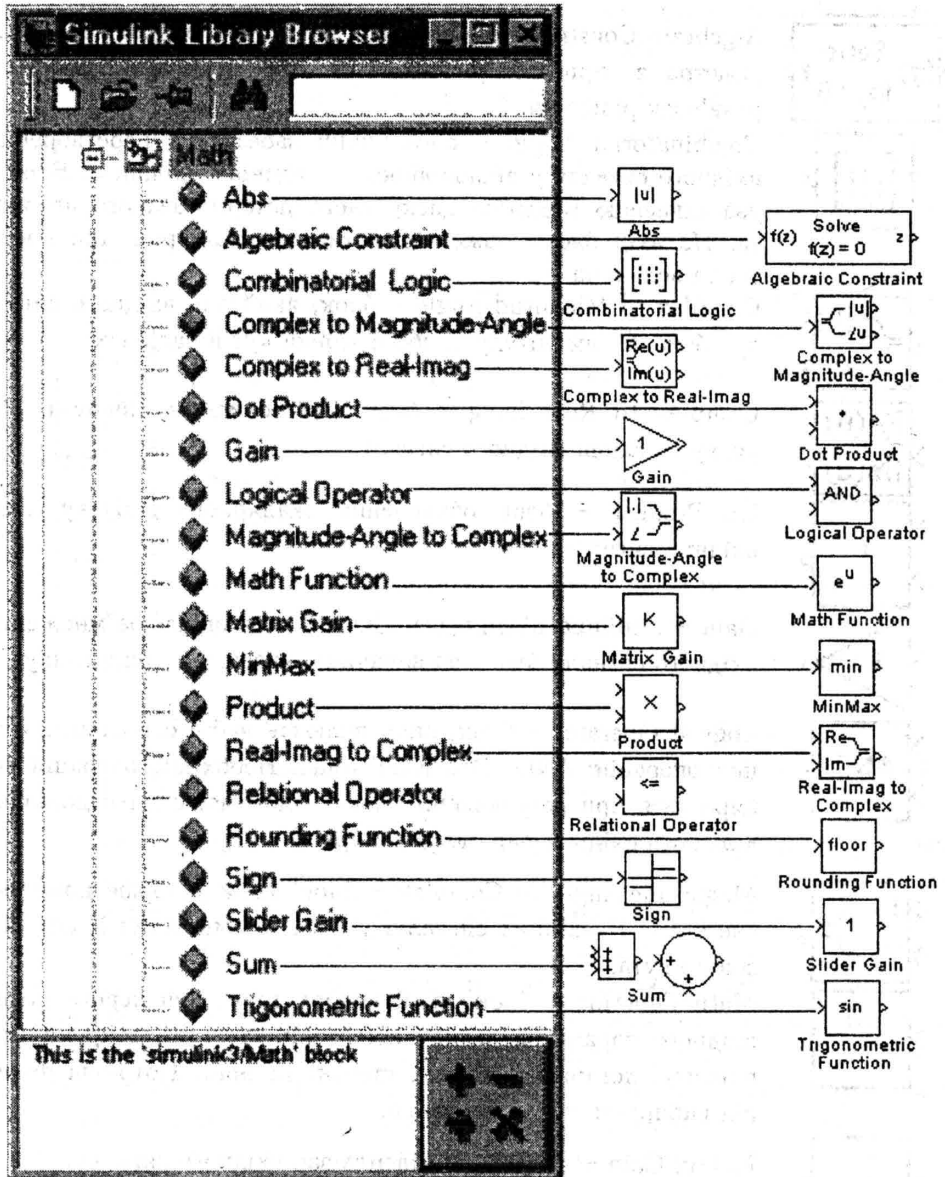 Simulink Library Browser
Math
Abs
Algebraic Constraint
Combinatorial Logic
Complex to Magnitude-Angle
Complex to Real-Imag
Dot Product
Gain
Logical Operator
Magnitude-Angle to Complex
Math Function
Matrix Gain
MinMax
Product
Real-Imag to Complex
Relational Operator
Rounding Function
Sign
Slider Gain
Sum
Trigonometric Function
This is the 'simulink3/Math' block
|u|
Abs
f(z) Solve f(z) = 0 z
Algebraic Constraint
Combinatorial Logic
|u|
∠u
Complex to
Magnitude-Angle
Re(u)
Im(u)
Complex to Real-Imag
Dot Product
1
Gain
AND
Logical Operator
|.|
∠
Magnitude-Angle
to Complex
e^u
Math Function
K
Matrix Gain
min
MinMax
×
Product
Re
Im
Real-Imag to
Complex
<=
Relational Operator
floor
Rounding Function
Sign
1
Slider Gain
+
+
+
+
Sum
sin
Trigonometric
Function